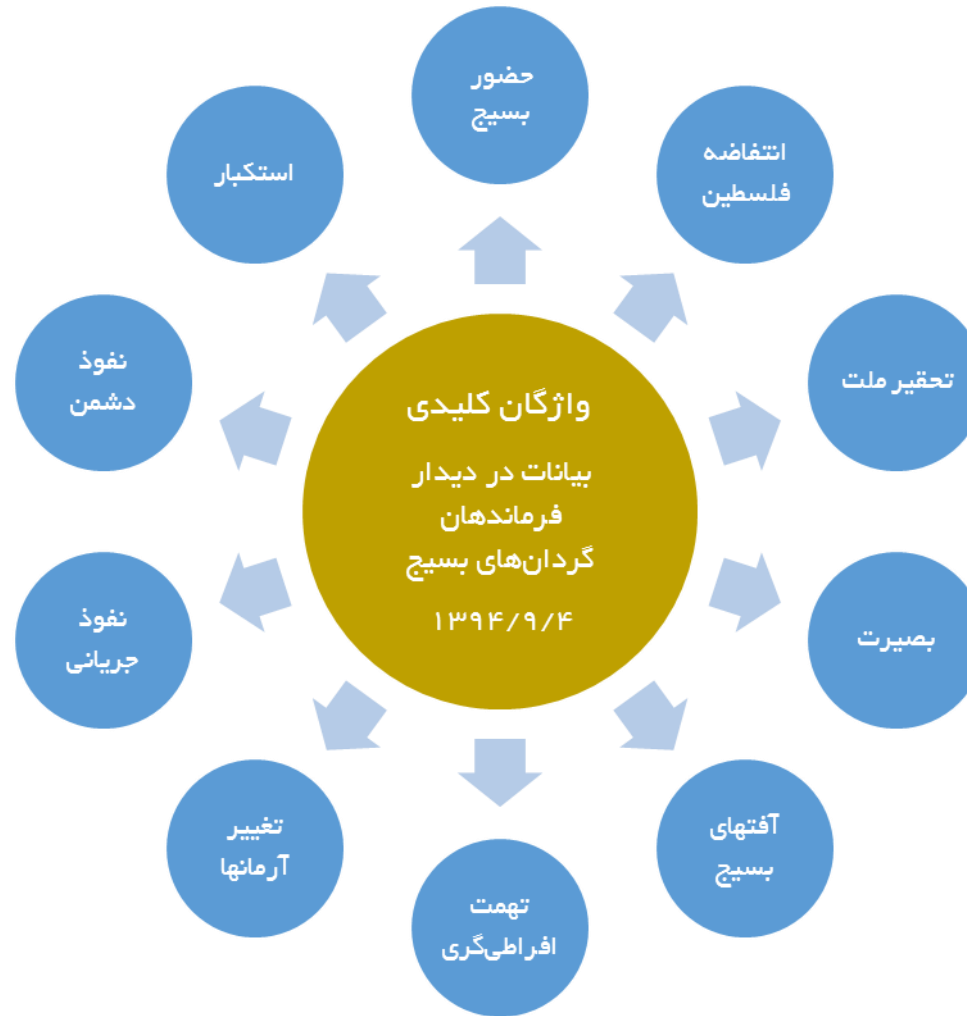 واژگان کلیدی
بیانات در دیدار
فرماندهان
گردان‌های بسیج
۱۳۹۴/۹/۴
حضور
بسیج
انتفاضه
فلسطین
تحقیر ملت
بصیرت
آفتهای
بسیج
تهمت
افراطی‌گری
تغییر
آرمانها
نفوذ
جریانی
نفوذ
دشمن
استکبار